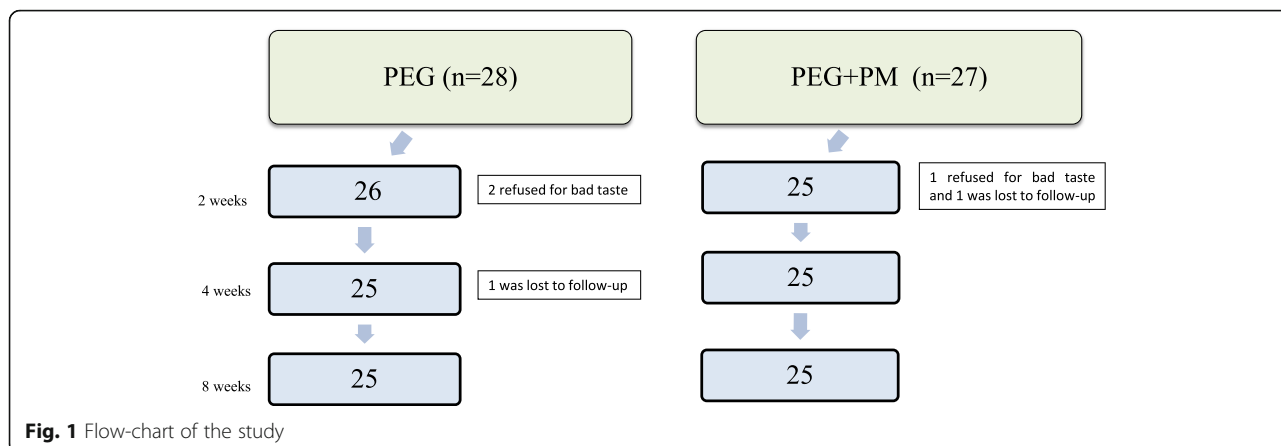 PEG (n=28)
PEG+PM (n=27)
2 weeks
26
2 refused for bad taste
25
1 refused for bad taste
and 1 was lost to follow-up
4 weeks
25
1 was lost to follow-up
25
8 weeks
25
25
Fig. 1 Flow-chart of the study